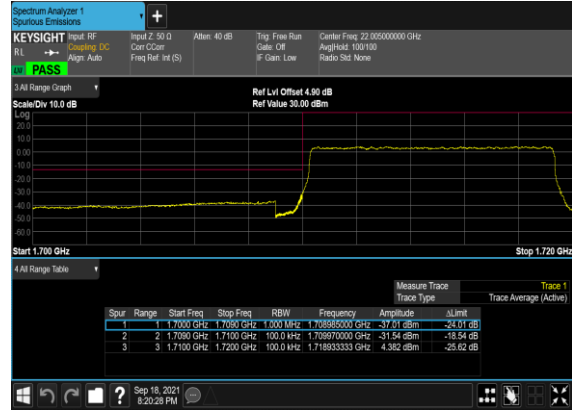 Spectrum Analyzer 1
Spurious Emissions
+
KEYSIGHT Input: RF Input Z: 50 Ω Atten: 40 dB Trig: Free Run Center Freq: 22.005000000 GHz
RL Coupling: DC Corr CCorr Gate: Off Avg|Hold: 100/100
Align: Auto Freq Ref: Int (S) IF Gain: Low Radio Std: None
PASS
3 All Range Graph
Ref Lvl Offset 4.90 dB
Scale/Div 10.0 dB Ref Value 30.00 dBm
Log
20.0
10.0
0.00
-10.0
-20.0
-30.0
-40.0
-50.0
-60.0
Start 1.700 GHz Stop 1.720 GHz
4 All Range Table
Measure Trace Trace 1
Trace Type Trace Average (Active)
Spur Range Start Freq Stop Freq RBW Frequency Amplitude ΔLimit
1 1 1.7000 GHz 1.7090 GHz 1.000 MHz 1.708985000 GHz -37.01 dBm -24.01 dB
2 2 1.7090 GHz 1.7100 GHz 100.0 kHz 1.709970000 GHz -31.54 dBm -18.54 dB
3 3 1.7100 GHz 1.7200 GHz 100.0 kHz 1.718933333 GHz 4.382 dBm -25.62 dB
?
Sep 18, 2021
8:20:28 PM